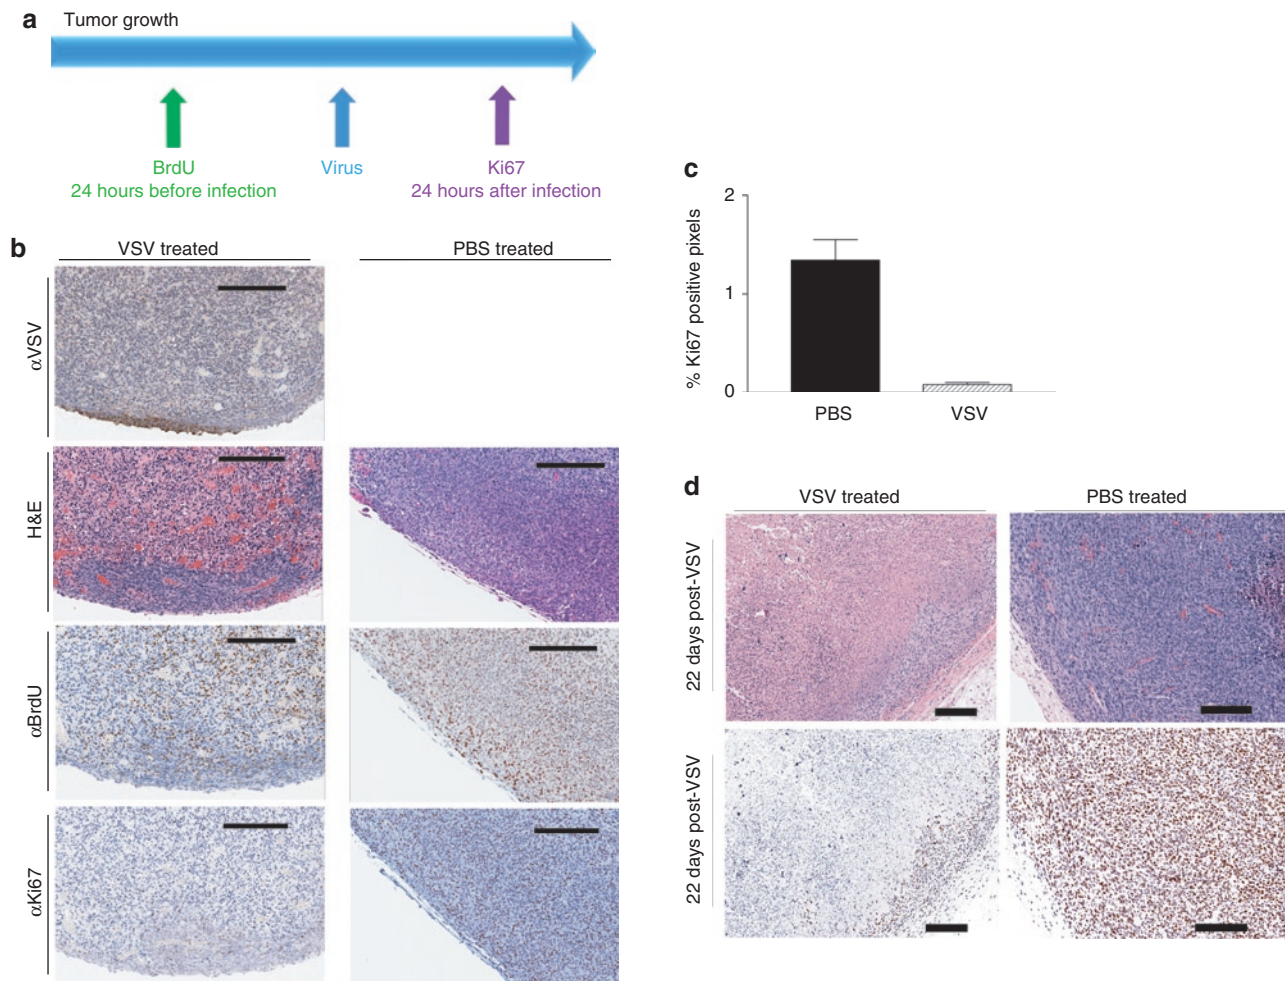 a
Tumor growth
BrdU
24 hours before infection
Virus
Ki67
24 hours after infection
b
VSV treated
PBS treated
αVSV
H&E
αBrdU
αKi67
c
% Ki67 positive pixels
2
1
0
PBS
VSV
d
VSV treated
PBS treated
22 days post-VSV
22 days post-VSV